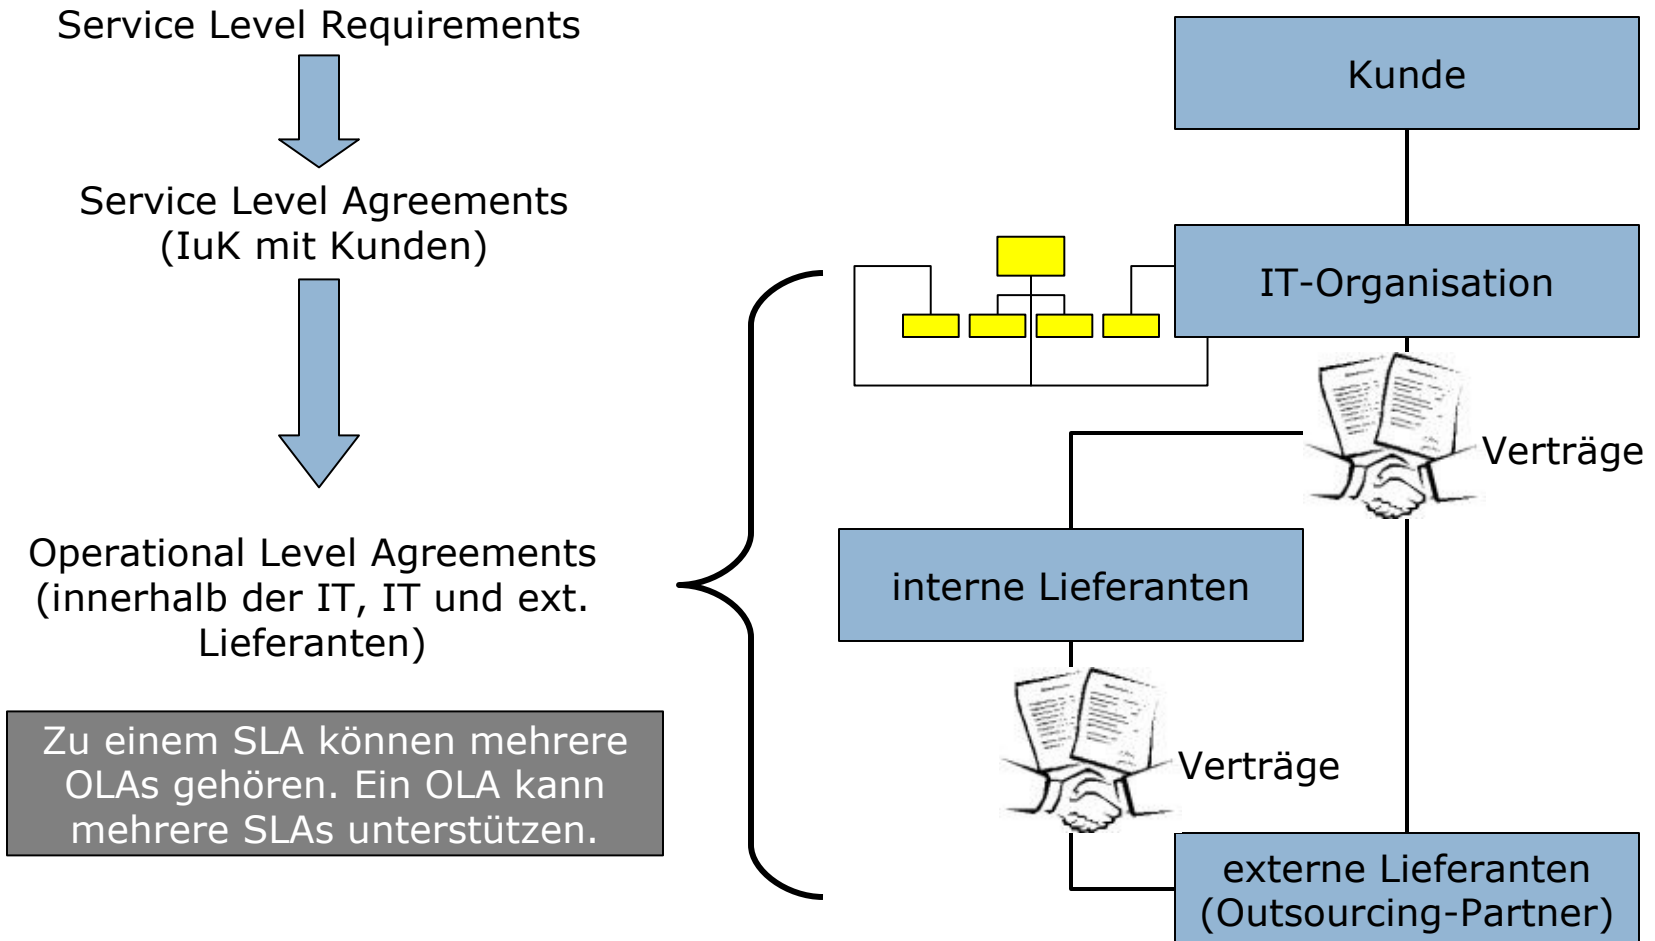 Service Level Requirements
Service Level Agreements
(IuK mit Kunden)
Operational Level Agreements
(innerhalb der IT, IT und ext.
Lieferanten)
Zu einem SLA können mehrere
OLAs gehören. Ein OLA kann
mehrere SLAs unterstützen.
Kunde
IT-Organisation
Verträge
interne Lieferanten
Verträge
externe Lieferanten
(Outsourcing-Partner)